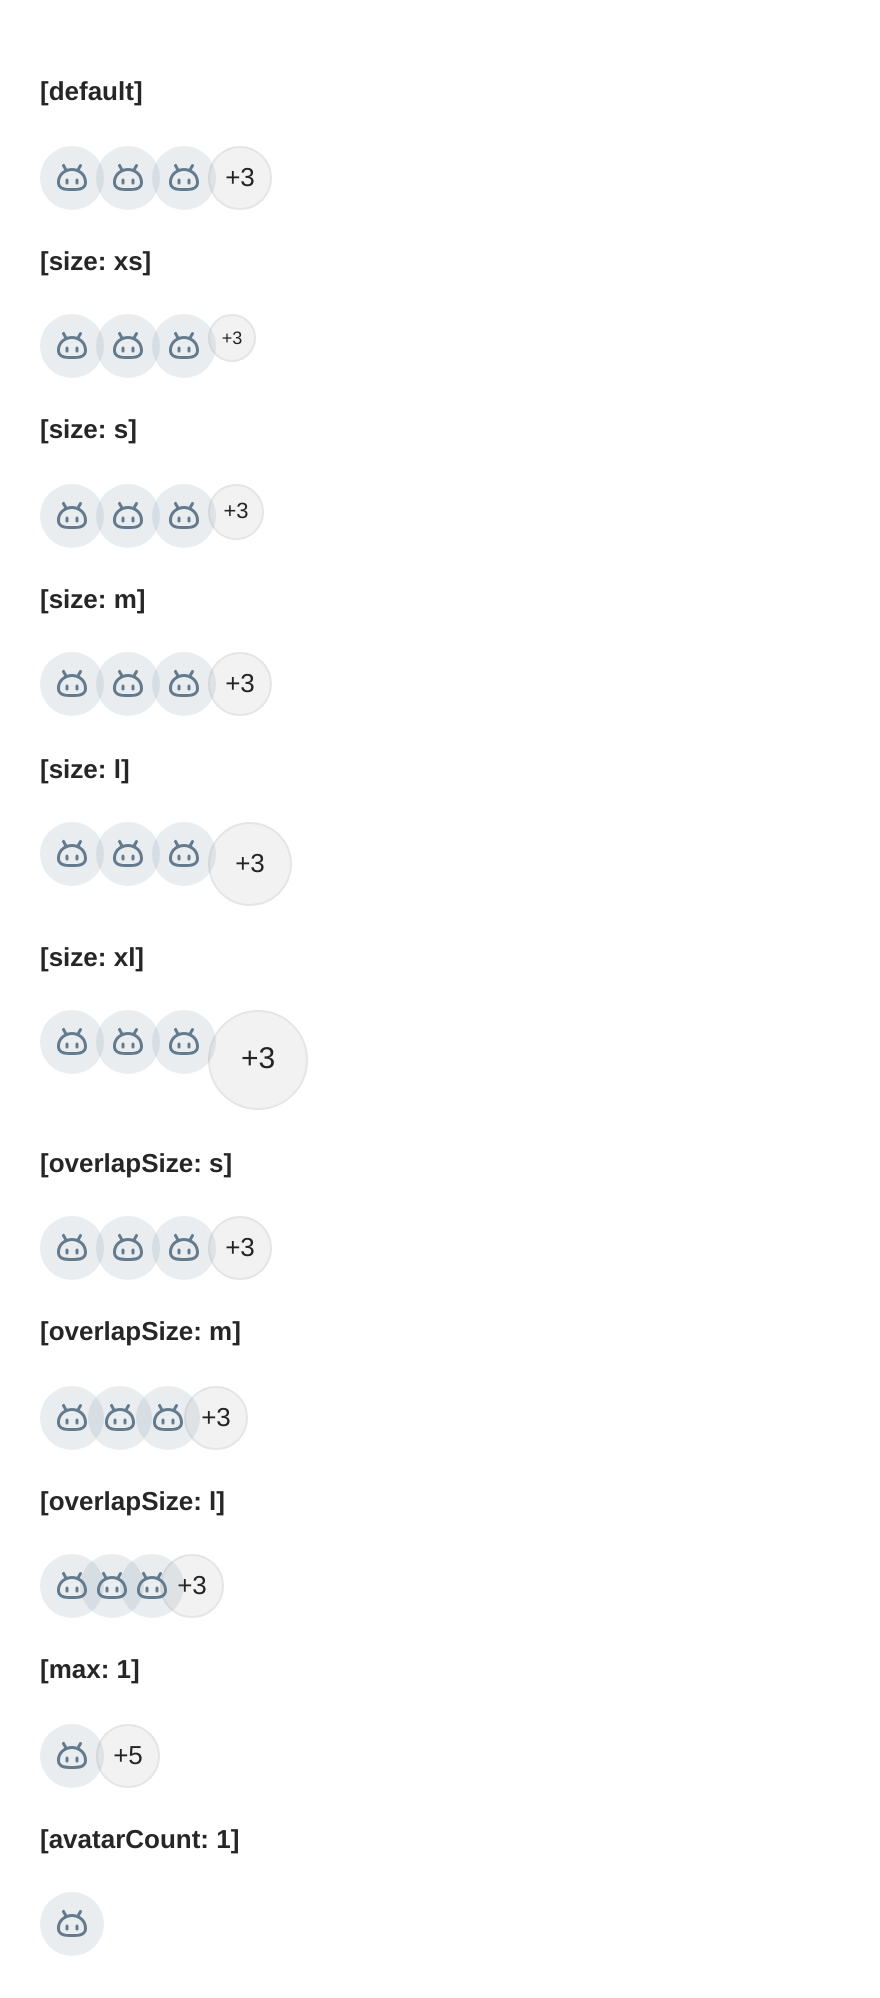 [default]
+3
[size: xs]
+3
[size: s]
+3
[size: m]
+3
[size: l]
+3
[size: xl]
+3
[overlapSize: s]
+3
[overlapSize: m]
+3
[overlapSize: l]
+3
[max: 1]
+5
[avatarCount: 1]